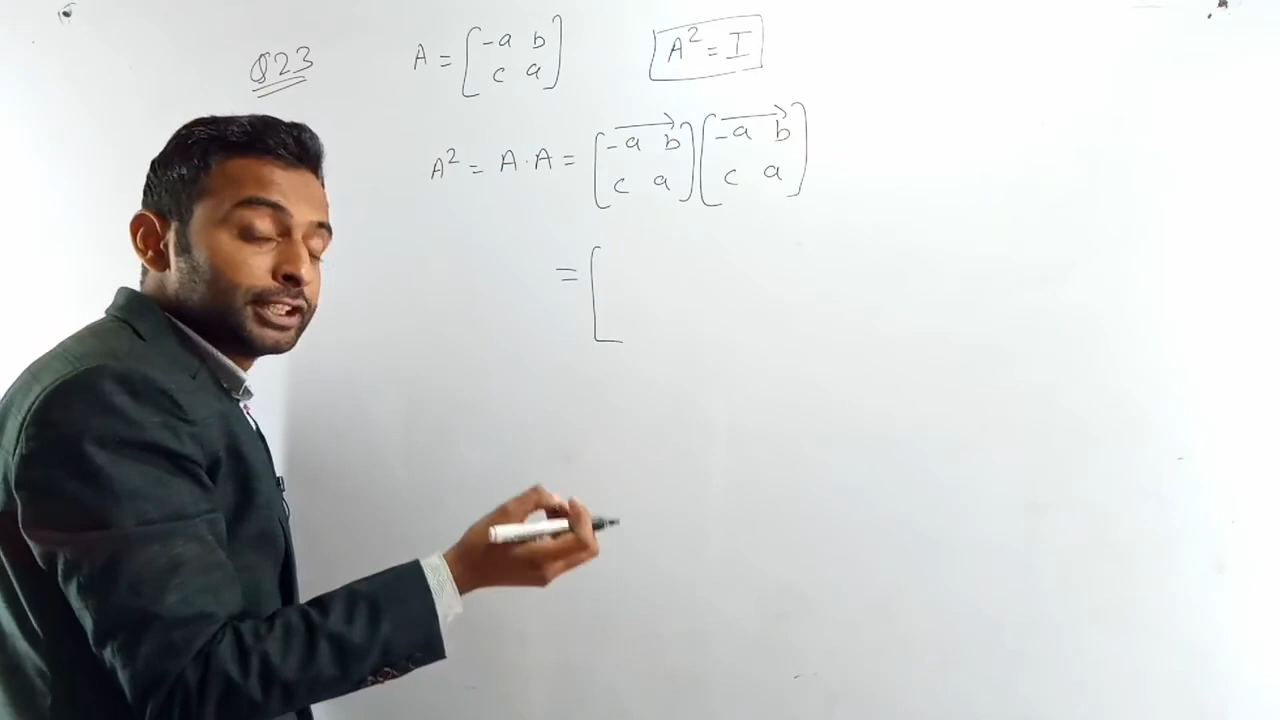 Q23 A = [-a b c a] A² = I
A² = A · A = [-a b c a] [-a b c a]
= [